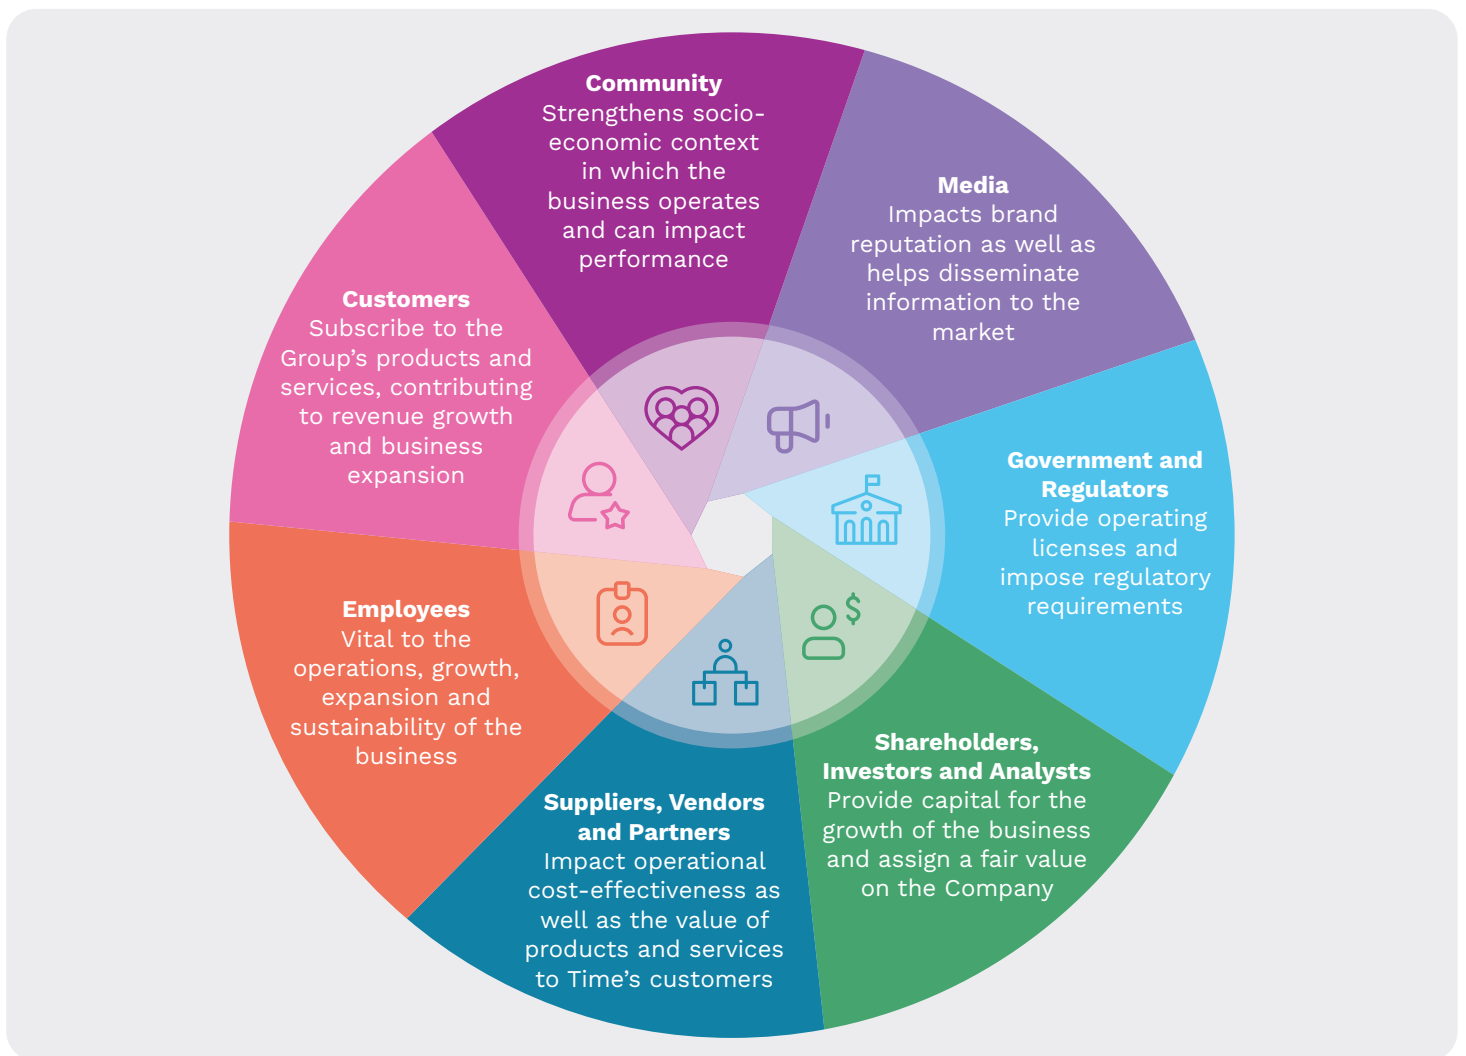 Community
Strengthens socio-
economic context
in which the
business operates
and can impact
performance
Media
Impacts brand
reputation as well as
helps disseminate
information to the
market
Government and
Regulators
Provide operating
licenses and
impose regulatory
requirements
Shareholders,
Investors and Analysts
Provide capital for the
growth of the business
and assign a fair value
on the Company
Suppliers, Vendors
and Partners
Impact operational
cost-effectiveness as
well as the value of
products and services
to Time’s customers
Employees
Vital to the
operations, growth,
expansion and
sustainability of the
business
Customers
Subscribe to the
Group’s products and
services, contributing
to revenue growth
and business
expansion
$